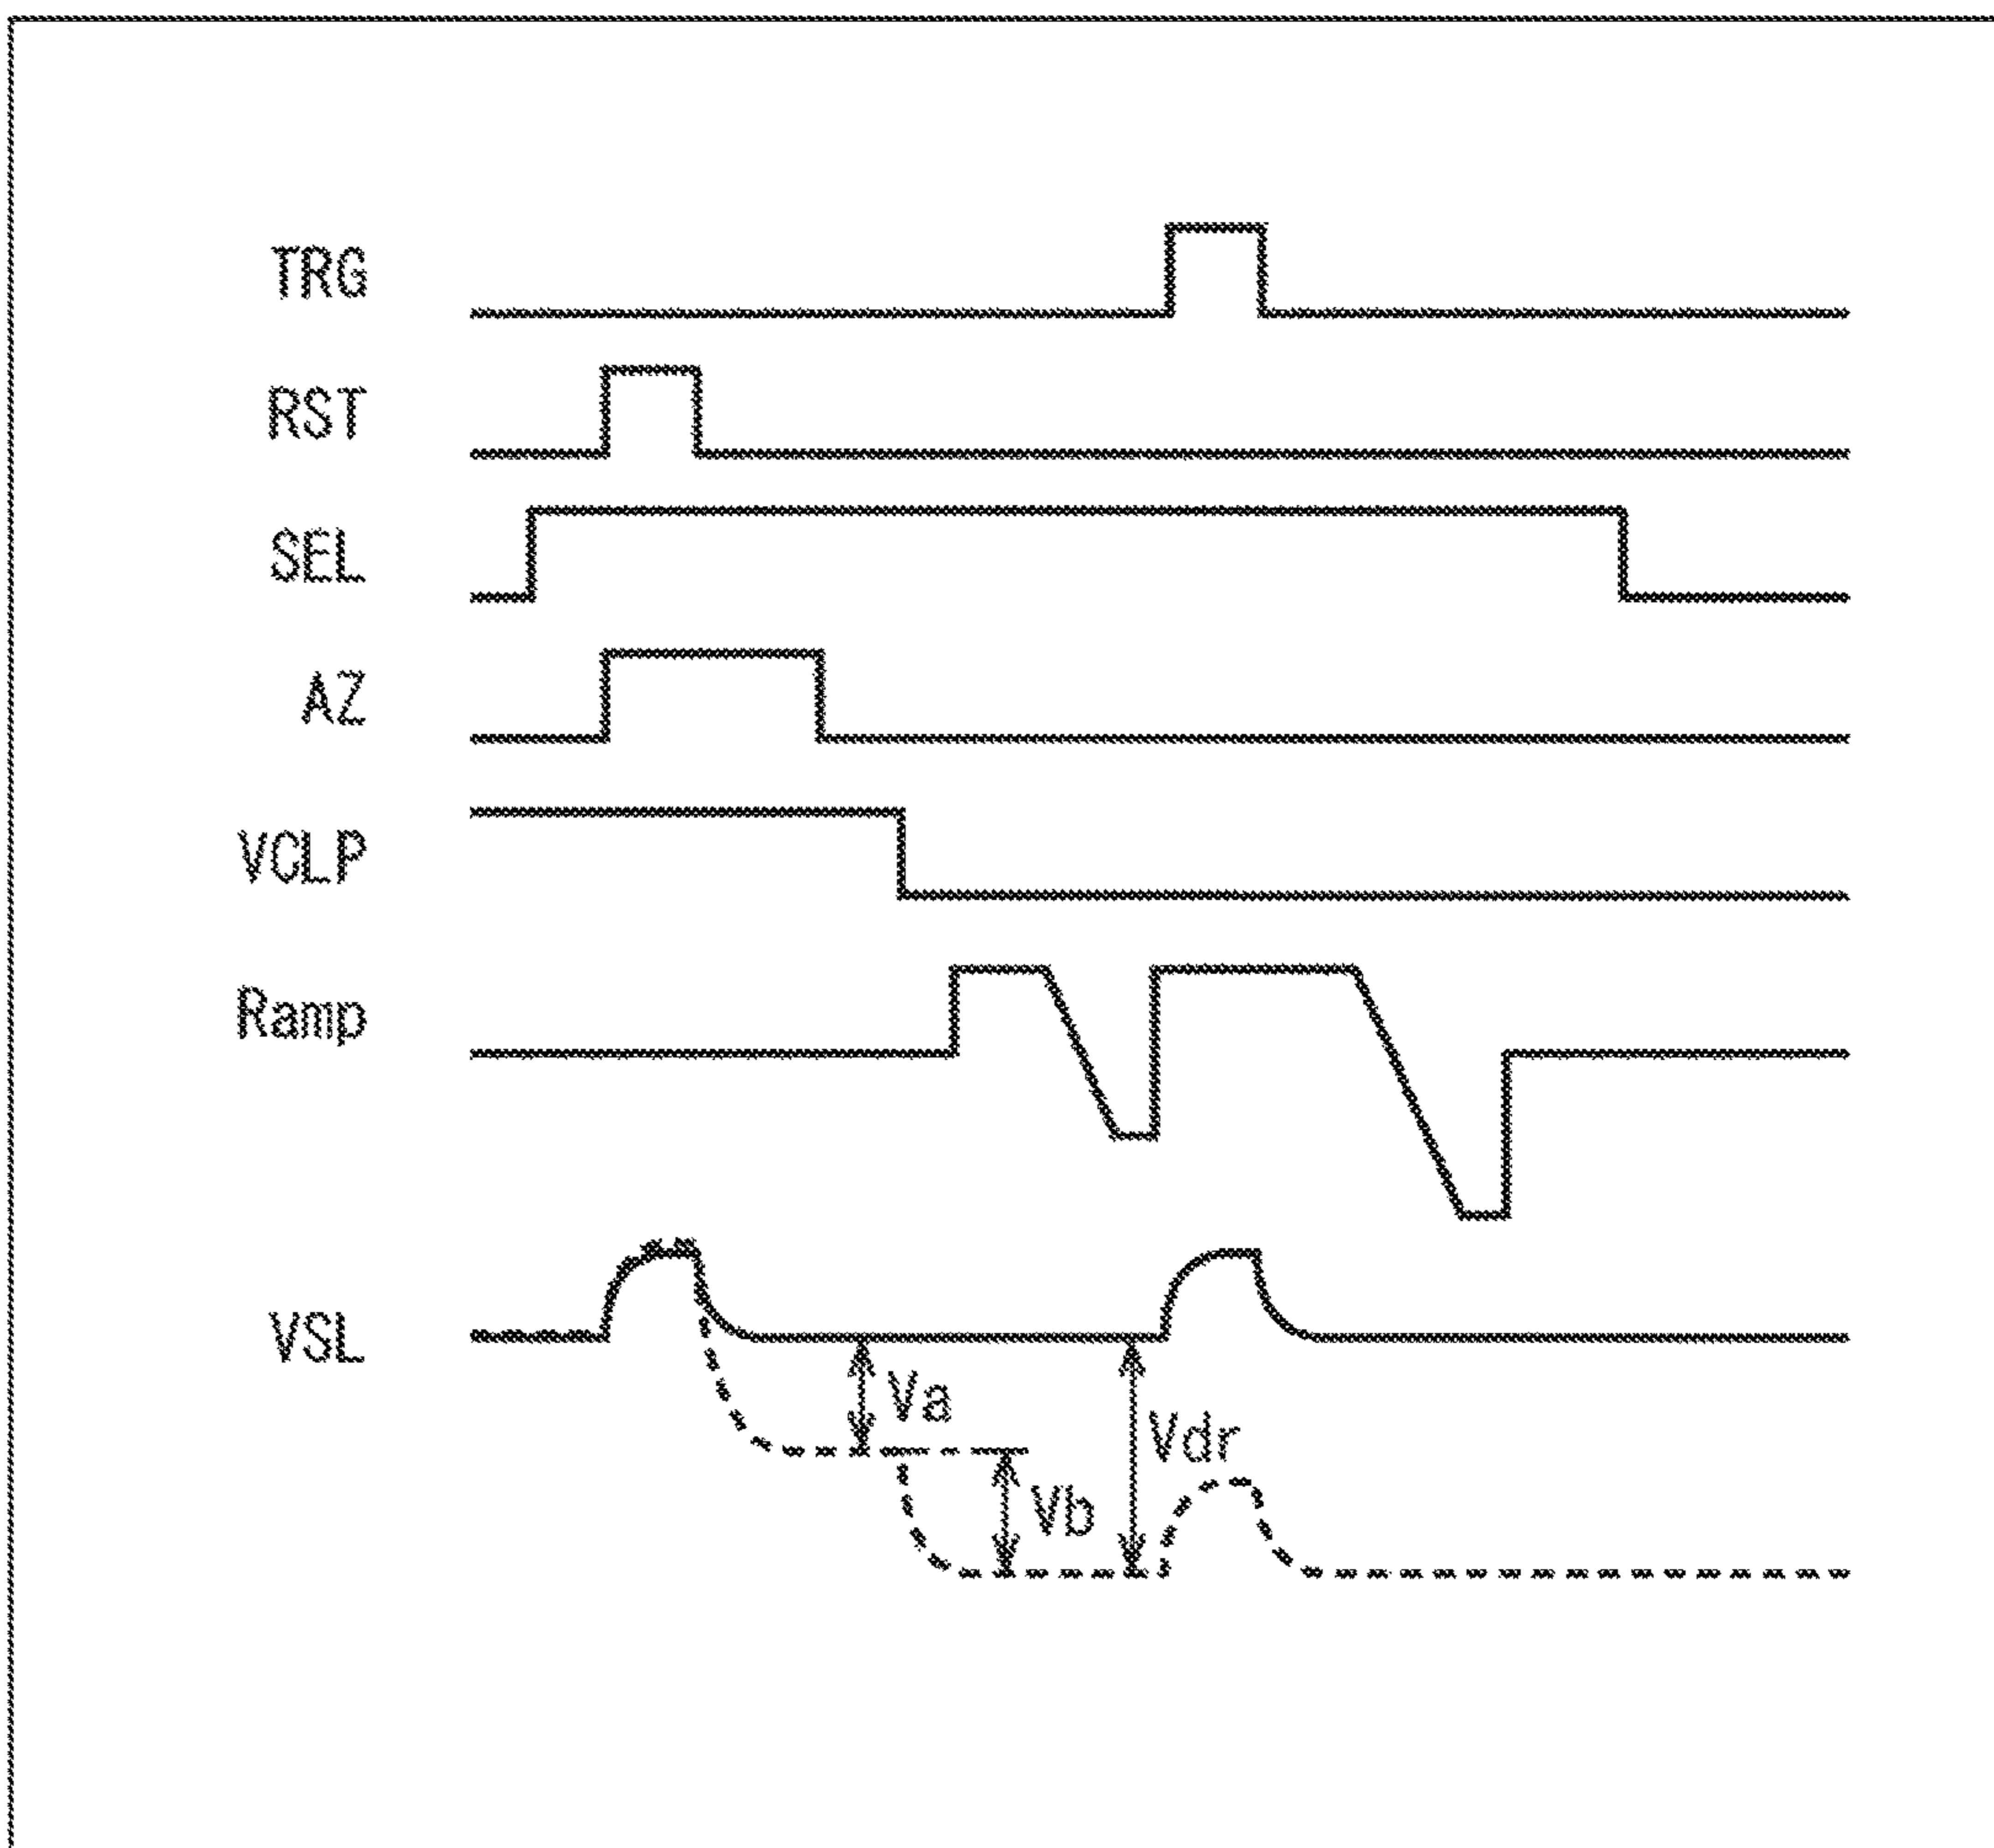 TRG
RST
SEL
AZ
VCLP
Ramp
VSL
Va
Vdr
Vb